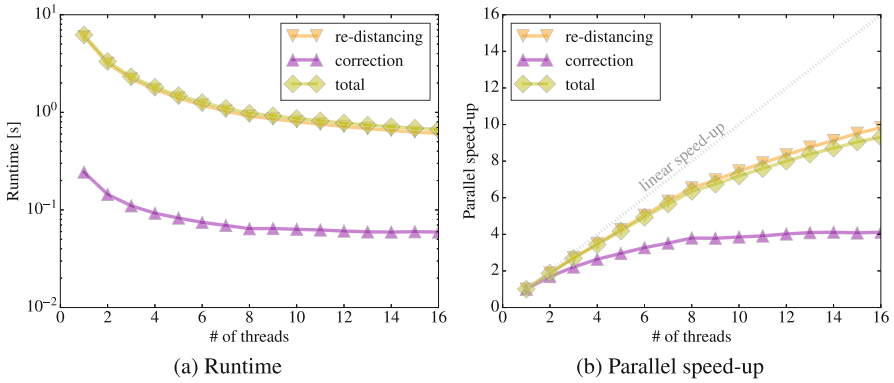 10^1
10^0
10^-1
10^-2
Runtime [s]
re-distancing
correction
total
0 2 4 6 8 10 12 14 16
# of threads
(a) Runtime
16
14
12
10
8
6
4
2
0
Parallel speed-up
re-distancing
correction
total
linear speed-up
0 2 4 6 8 10 12 14 16
# of threads
(b) Parallel speed-up